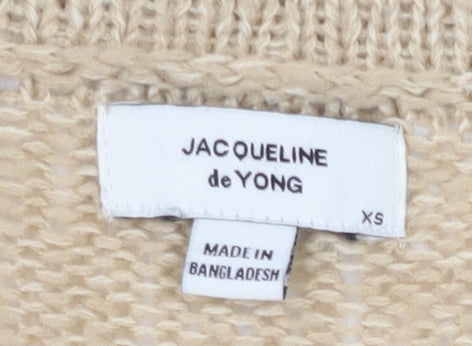 JACQUELINE
de YONG
XS
MADE IN
BANGLADESH